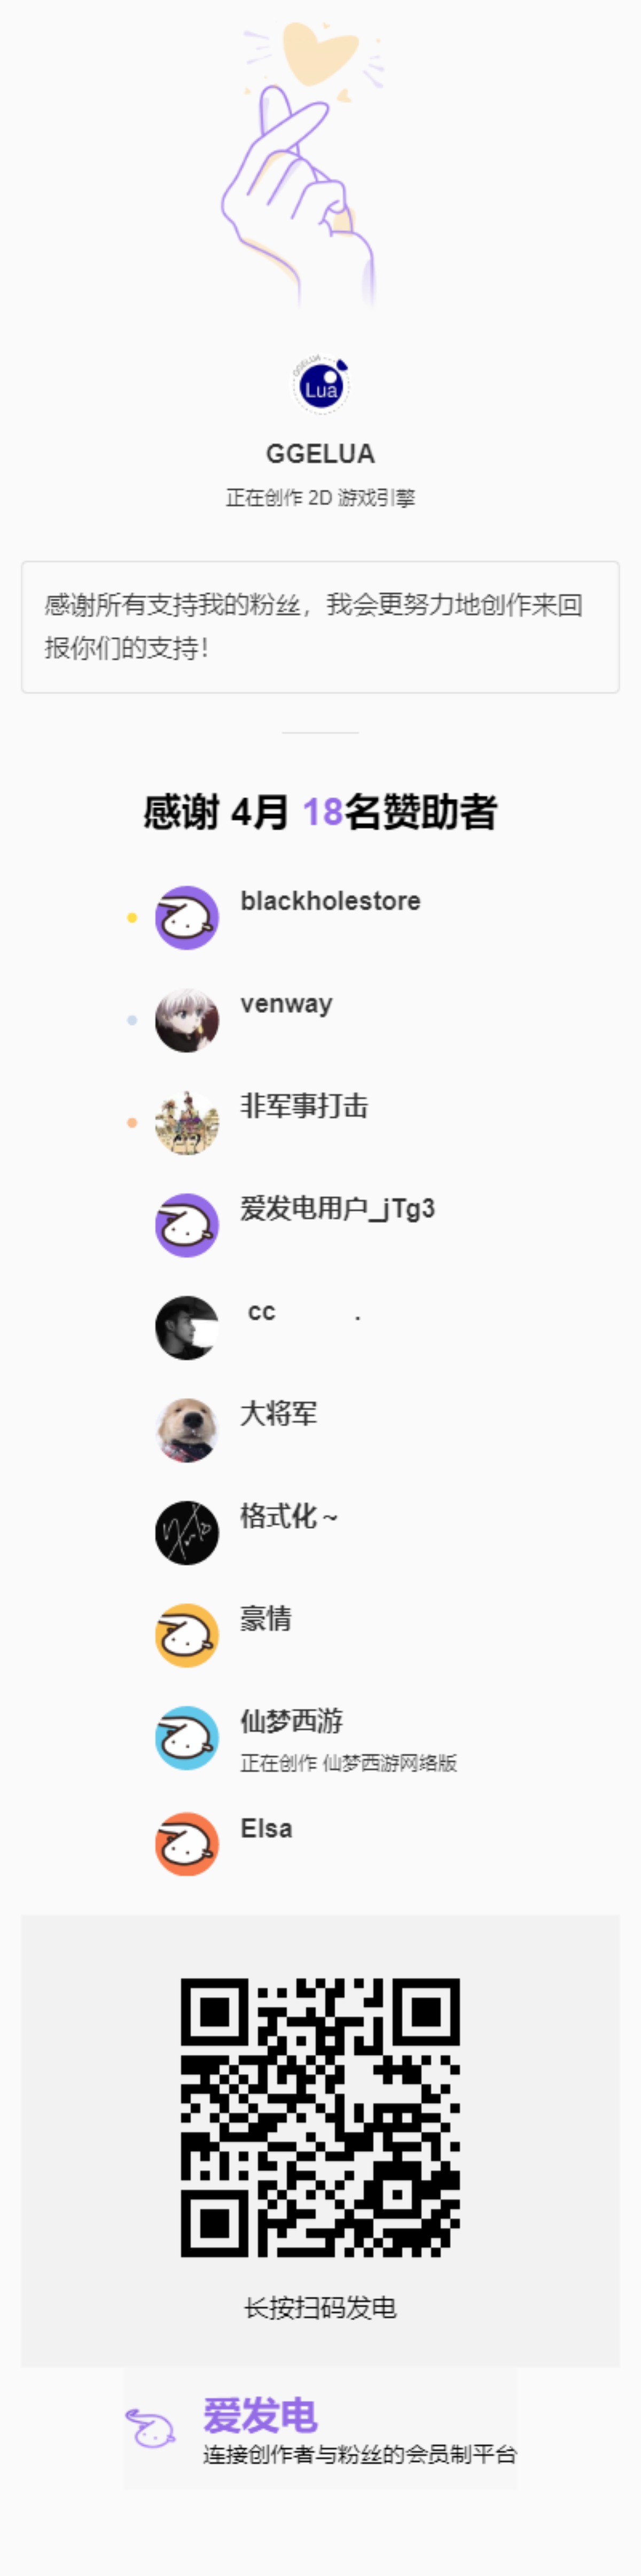 GGELUA
Lua
GGELUA
正在创作 2D 游戏引擎
感谢所有支持我的粉丝，我会更努力地创作来回
报你们的支持！
感谢 4月 18名赞助者
blackholestore
venway
非军事打击
爱发电用户_jTg3
cc .
大将军
格式化 ~
豪情
仙梦西游
正在创作 仙梦西游网络版
Elsa
长按扫码发电
爱发电
连接创作者与粉丝的会员制平台